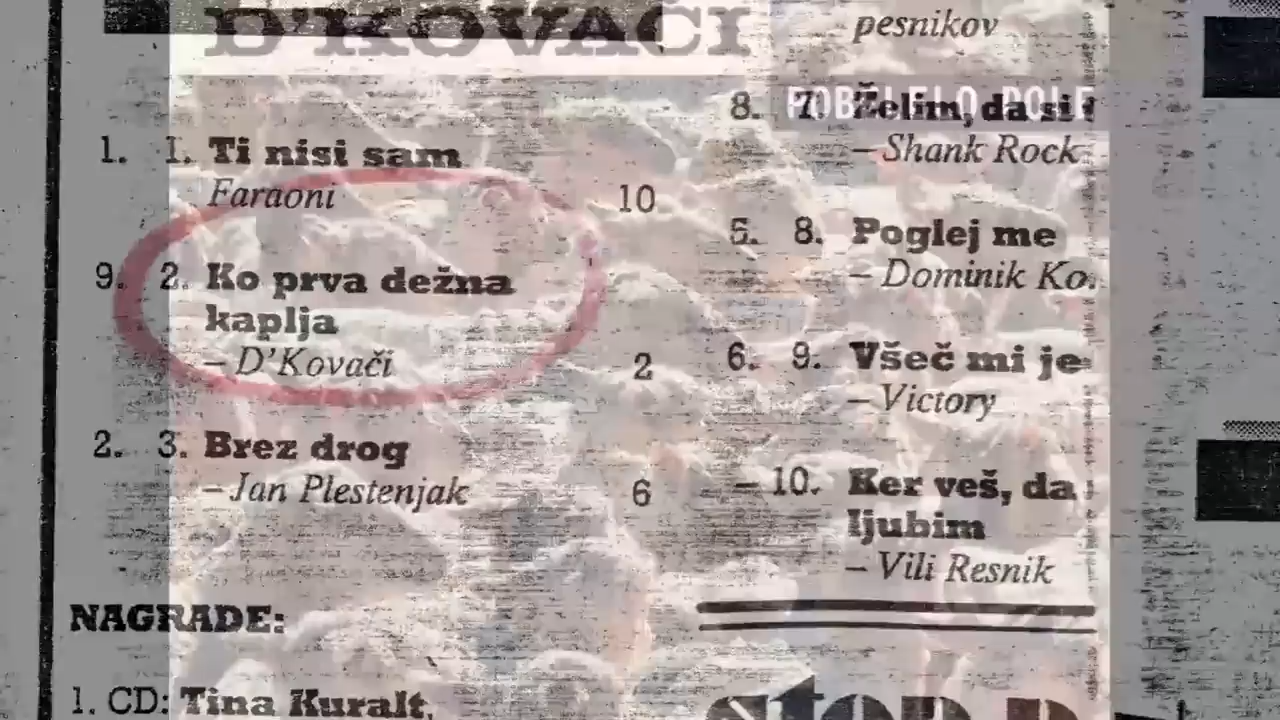 D'KOVAČI
1. 1. Ti nisi sam
Faraoni
10
9. 2. Ko prva dežna
kaplja
– D'Kovači
2
2. 3. Brez drog
– Jan Plestenjak
6
NAGRADE:
1. CD: Tina Kuralt,
pesnikov
8. 7. Želim, da si
– Shank Rock
5. 8. Poglej me
– Dominik Ko
6. 9. Všeč mi je
– Victory
– 10. Ker veš, da
ljubim
– Vili Resnik